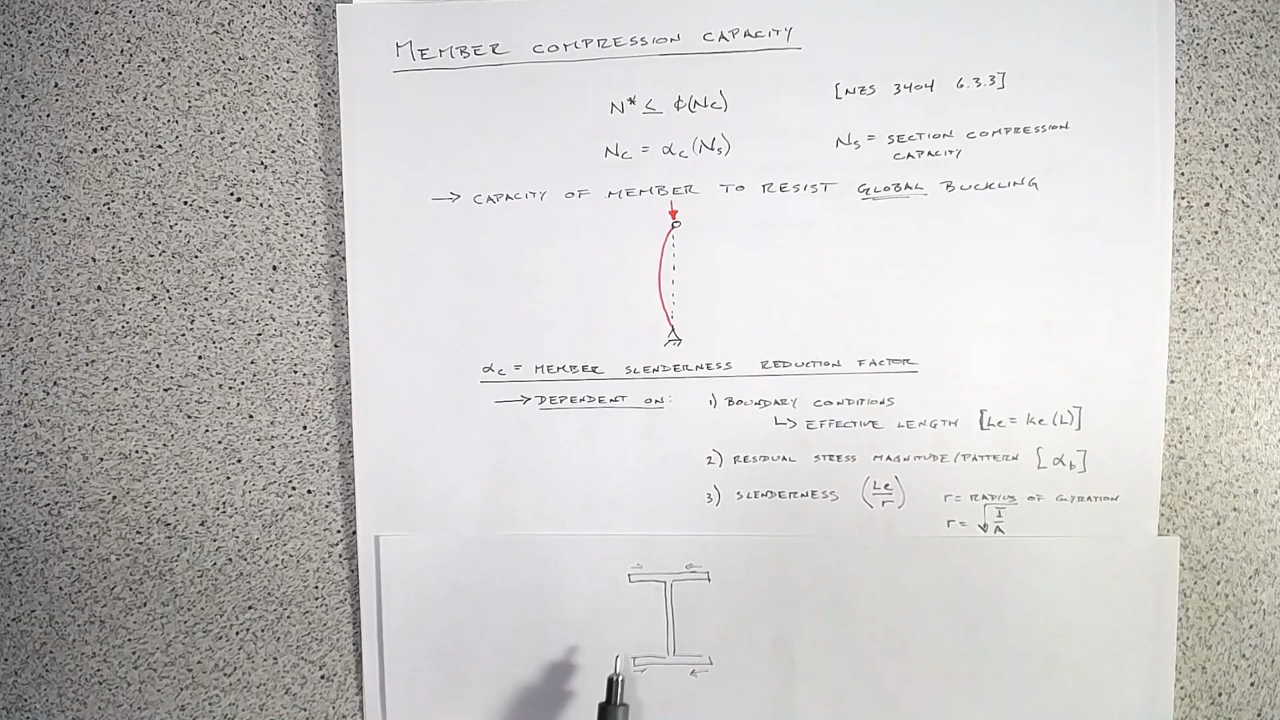 MEMBER COMPRESSION CAPACITY
N* ≤ ϕ(Nc) [NZS 3404 6.3.3]
Nc = αc(Ns) Ns = SECTION COMPRESSION
CAPACITY
→ CAPACITY OF MEMBER TO RESIST GLOBAL BUCKLING
αc = MEMBER SLENDERNESS REDUCTION FACTOR
→ DEPENDENT ON: 1) BOUNDARY CONDITIONS
↳ EFFECTIVE LENGTH [Le = ke(L)]
2) RESIDUAL STRESS MAGNITUDE/PATTERN [αb]
3) SLENDERNESS (Le/r) r = RADIUS OF GYRATION
r = √(I/A)